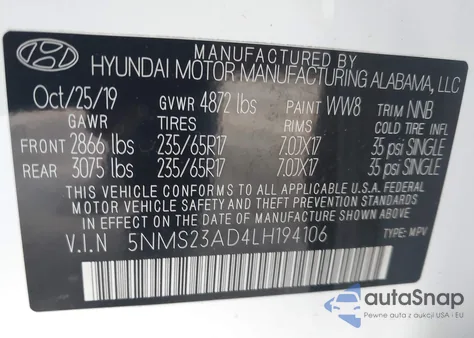 MANUFACTURED BY
HYUNDAI MOTOR MANUFACTURING ALABAMA, LLC
Oct/25/19 GVWR 4872 lbs PAINT WW8 TRIM NNB
GAWR TIRES RIMS COLD TIRE INFL
FRONT 2866 lbs 235/65R17 7.0JX17 35 psi SINGLE
REAR 3075 lbs 235/65R17 7.0JX17 35 psi SINGLE
THIS VEHICLE CONFORMS TO ALL APPLICABLE U.S.A. FEDERAL
MOTOR VEHICLE SAFETY AND THEFT PREVENTION STANDARDS
IN EFFECT ON THE DATE OF MANUFACTURE SHOWN ABOVE.
V.I.N 5NMS23AD4LH194106 TYPE: MPV
autoSnap
Pewne auta z aukcji USA i EU